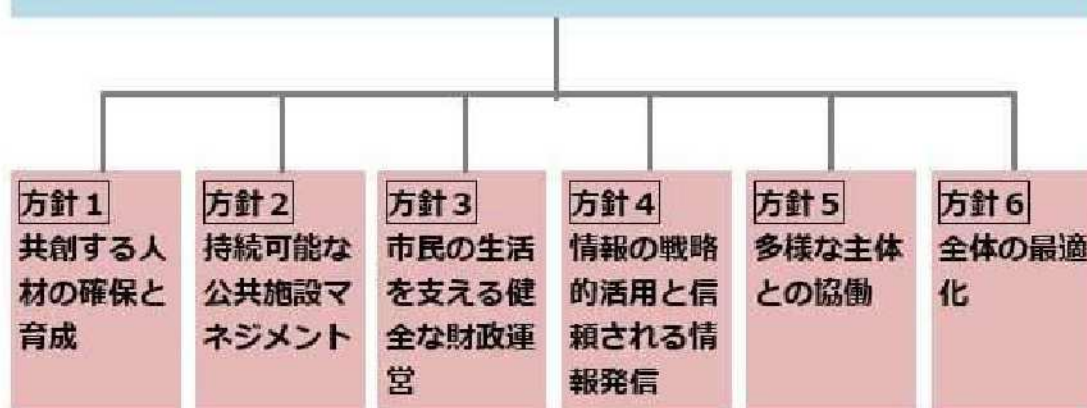 方針１
共創する人
材の確保と
育成
方針２
持続可能な
公共施設マ
ネジメント
方針３
市民の生活
を支える健
全な財政運
営
方針４
情報の戦略
的活用と信
頼される情
報発信
方針５
多様な主体
との協働
方針６
全体の最適
化